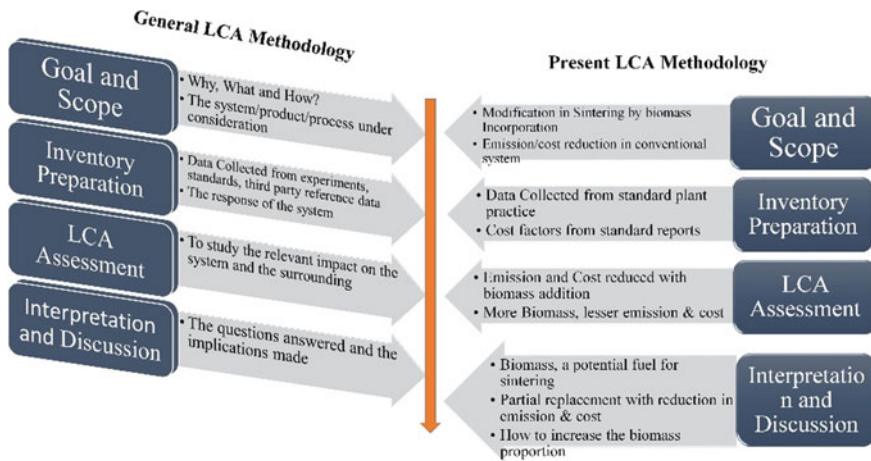 General LCA Methodology
Goal and
Scope
• Why, What and How?
• The system/product/process under
consideration
Inventory
Preparation
• Data Collected from experiments,
standards, third party reference data
• The response of the system
LCA
Assessment
• To study the relevant impact on the
system and the surrounding
Interpretation
and Discussion
• The questions answered and the
implications made
Present LCA Methodology
• Modification in Sintering by biomass
Incorporation
• Emission/cost reduction in conventional
system
Goal and
Scope
• Data Collected from standard plant
practice
• Cost factors from standard reports
Inventory
Preparation
• Emission and Cost reduced with
biomass addition
• More Biomass, lesser emission & cost
LCA
Assessment
• Biomass, a potential fuel for
sintering
• Partial replacement with reduction in
emission & cost
• How to increase the biomass
proportion
Interpretatio
n and
Discussion